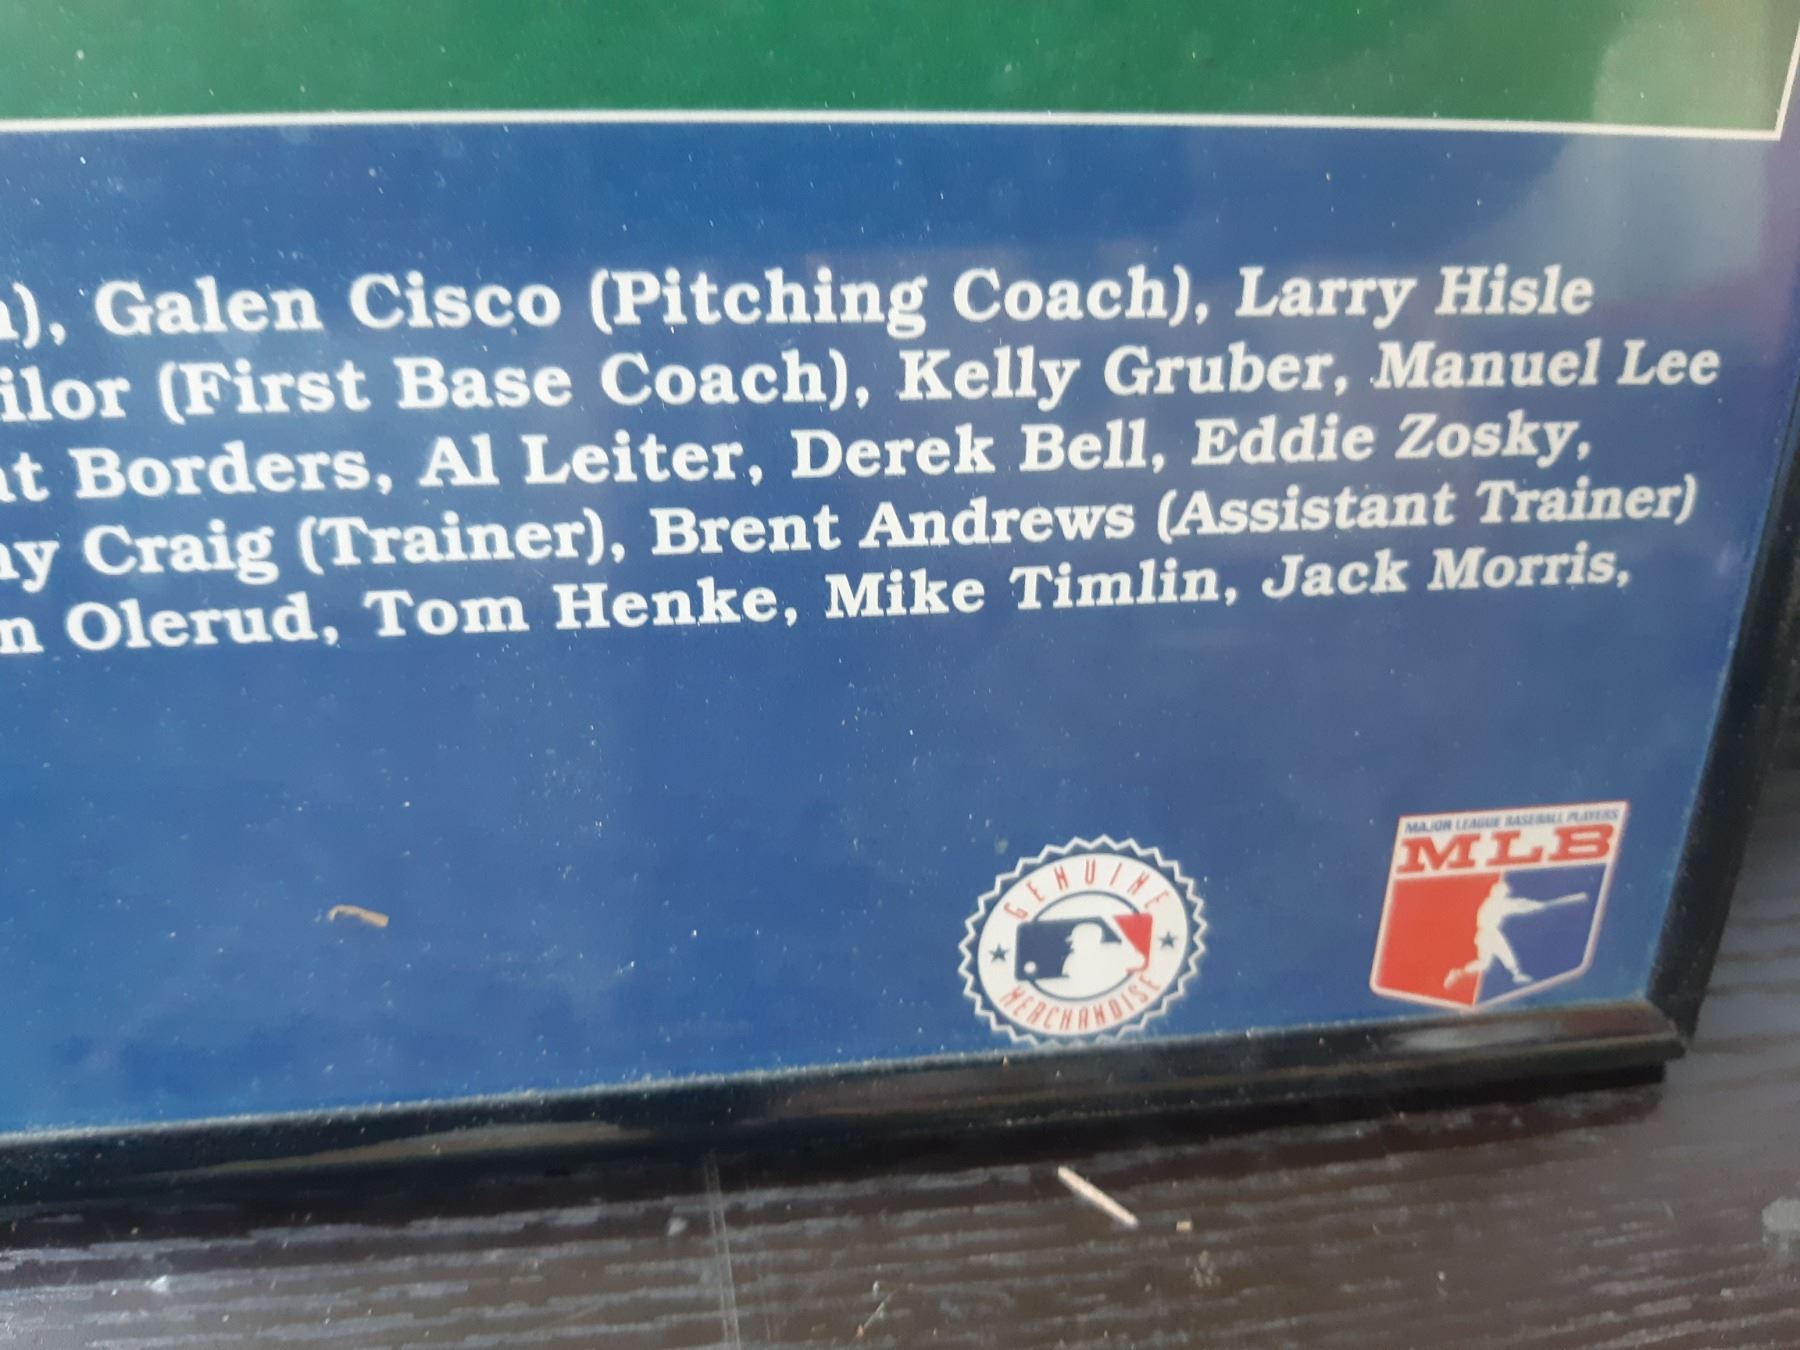 ), Galen Cisco (Pitching Coach), Larry Hisle
ilor (First Base Coach), Kelly Gruber, Manuel Lee
at Borders, Al Leiter, Derek Bell, Eddie Zosky,
y Craig (Trainer), Brent Andrews (Assistant Trainer)
n Olerud, Tom Henke, Mike Timlin, Jack Morris,
GENUINE
MERCHANDISE
MAJOR LEAGUE BASEBALL PLAYERS
MLB